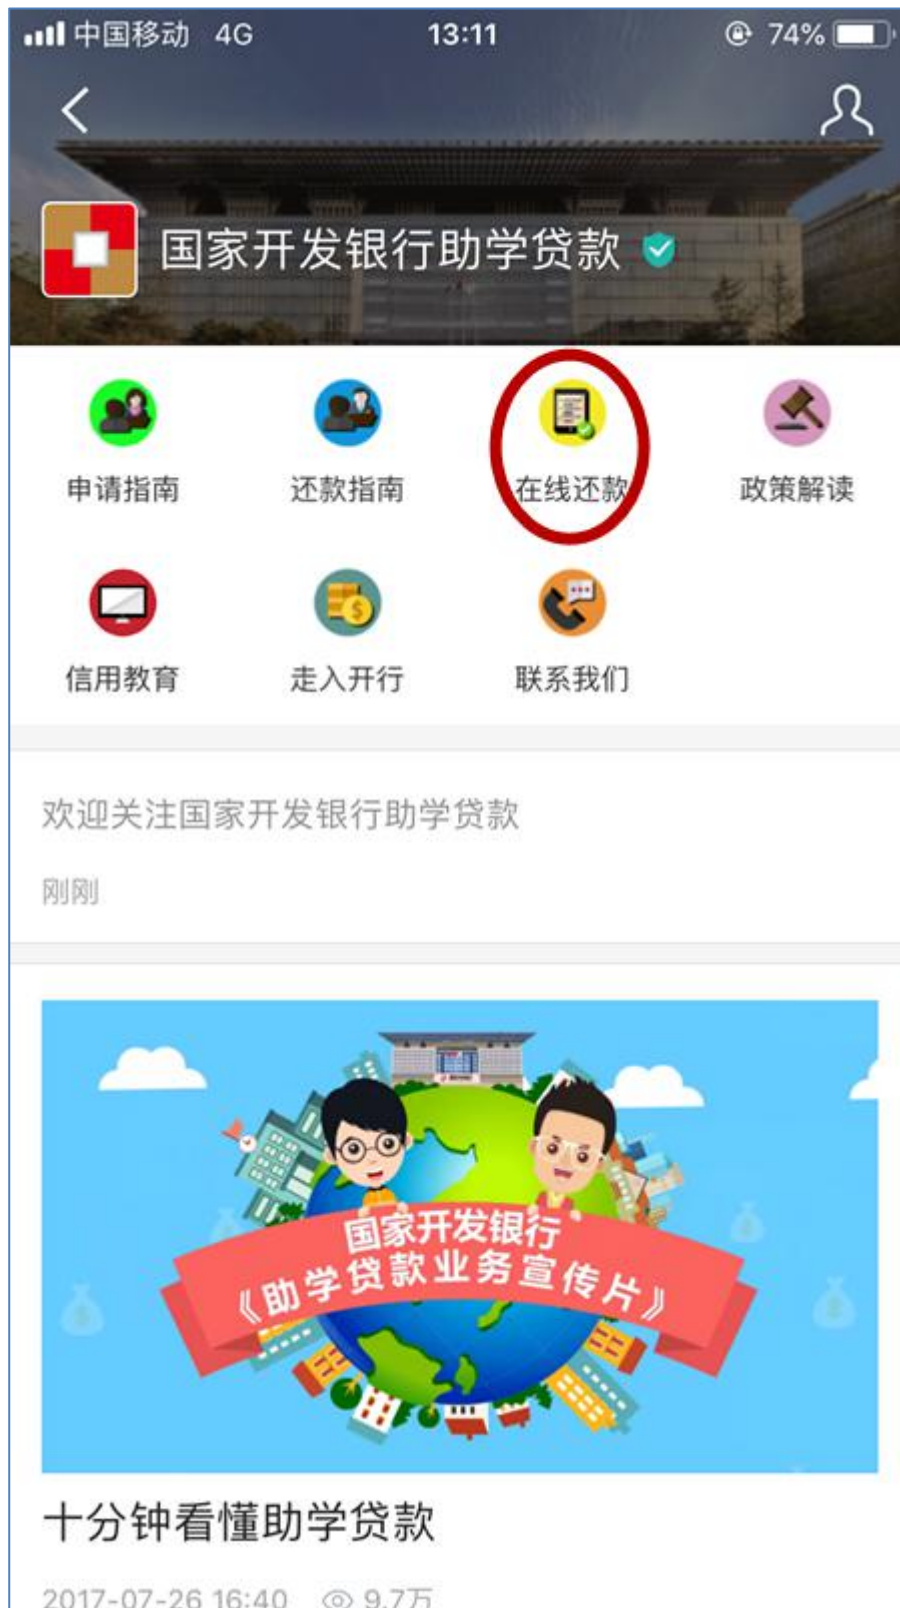 中国移动 4G 13:11 74%
国家开发银行助学贷款
申请指南 还款指南 在线还款 政策解读
信用教育 走入开行 联系我们
欢迎关注国家开发银行助学贷款
刚刚
国家开发银行
《助学贷款业务宣传片》
十分钟看懂助学贷款
2017-07-26 16:40 9.7万